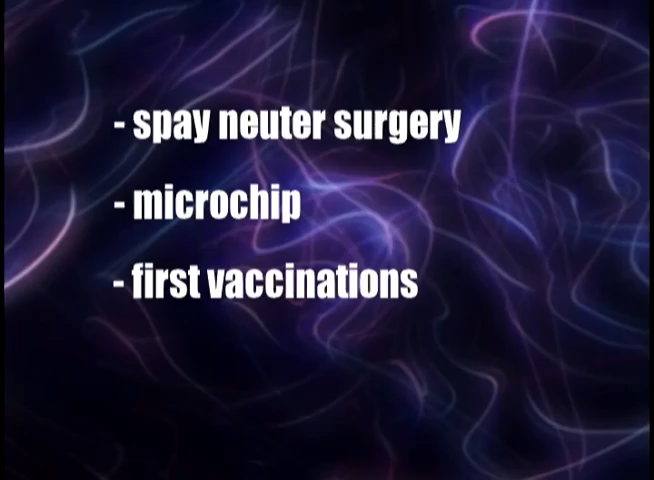 - spay neuter surgery
- microchip
- first vaccinations